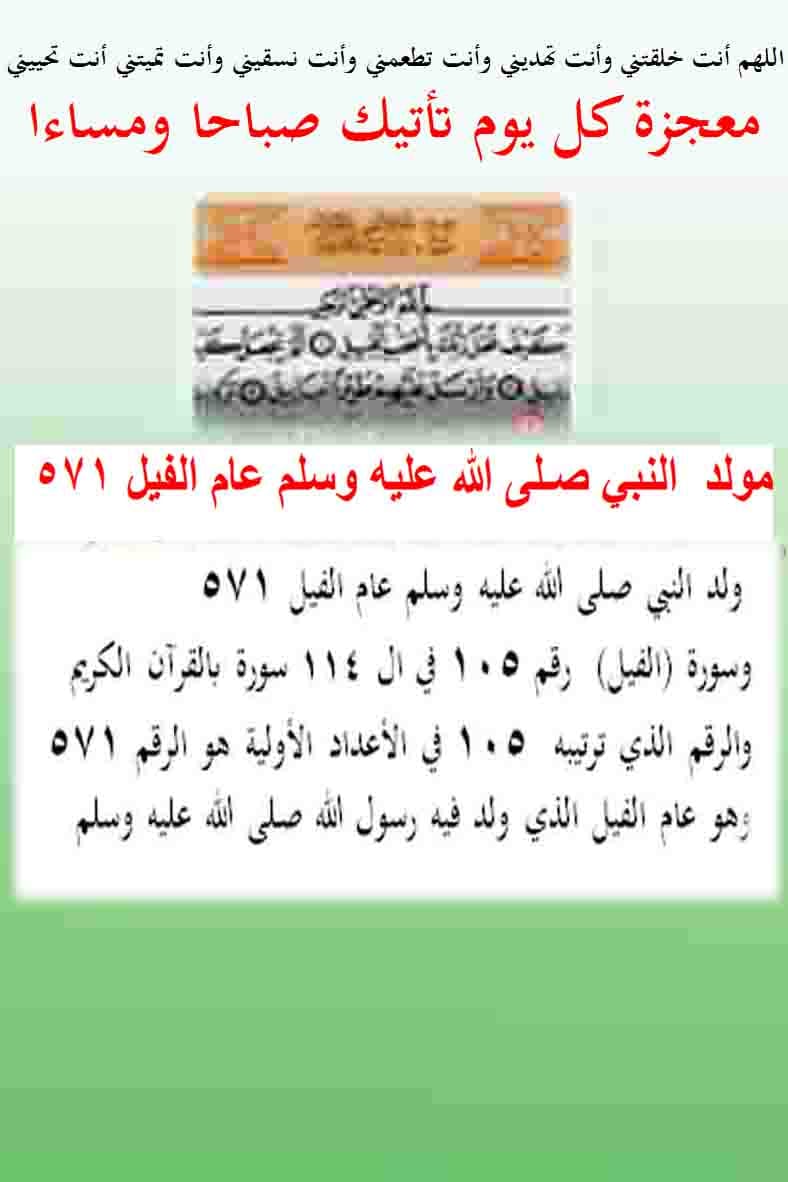 اللهم أنت خلقتني وأنت تهديني وأنت تطعمني وأنت نسقيني وأنت تميتني أنت تحييني
معجزة كل يوم تأتيك صباحا ومساءا
مولد النبي صلى الله عليه وسلم عام الفيل ٥٧١
ولد النبي صلى الله عليه وسلم عام الفيل ٥٧١
وسورة (الفيل) رقم ١٠٥ في ال ١١٤ سورة بالقرآن الكريم
والرقم الذي ترتيبه ١٠٥ في الأعداد الأولية هو الرقم ٥٧١
وهو عام الفيل الذي ولد فيه رسول الله صلى الله عليه وسلم